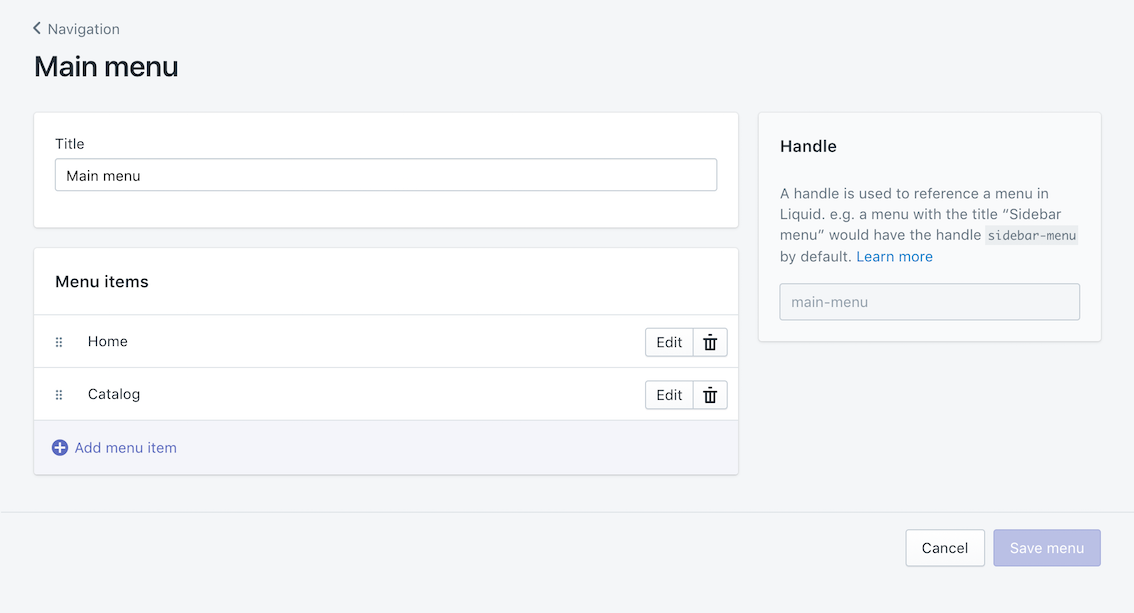 Navigation
Main menu
Title
Main menu
Menu items
Home
Edit
Catalog
Edit
Add menu item
Handle
A handle is used to reference a menu in
Liquid. e.g. a menu with the title “Sidebar
menu” would have the handle sidebar-menu
by default. Learn more
main-menu
Cancel
Save menu